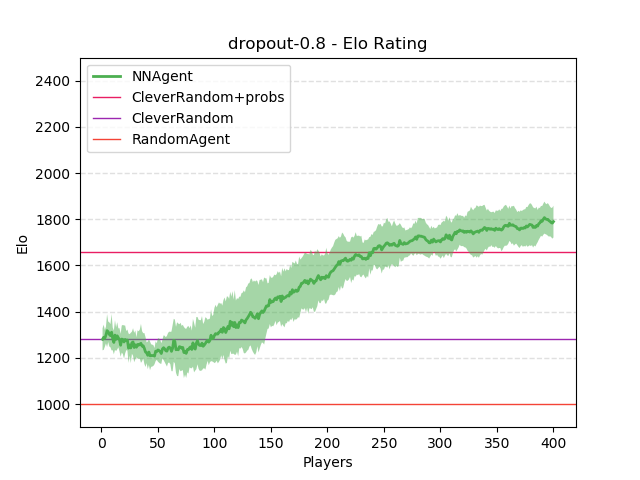 dropout-0.8 - Elo Rating
NNAgent
CleverRandom+probs
CleverRandom
RandomAgent
2400
2200
2000
1800
1600
1400
1200
1000
Elo
0 50 100 150 200 250 300 350 400
Players